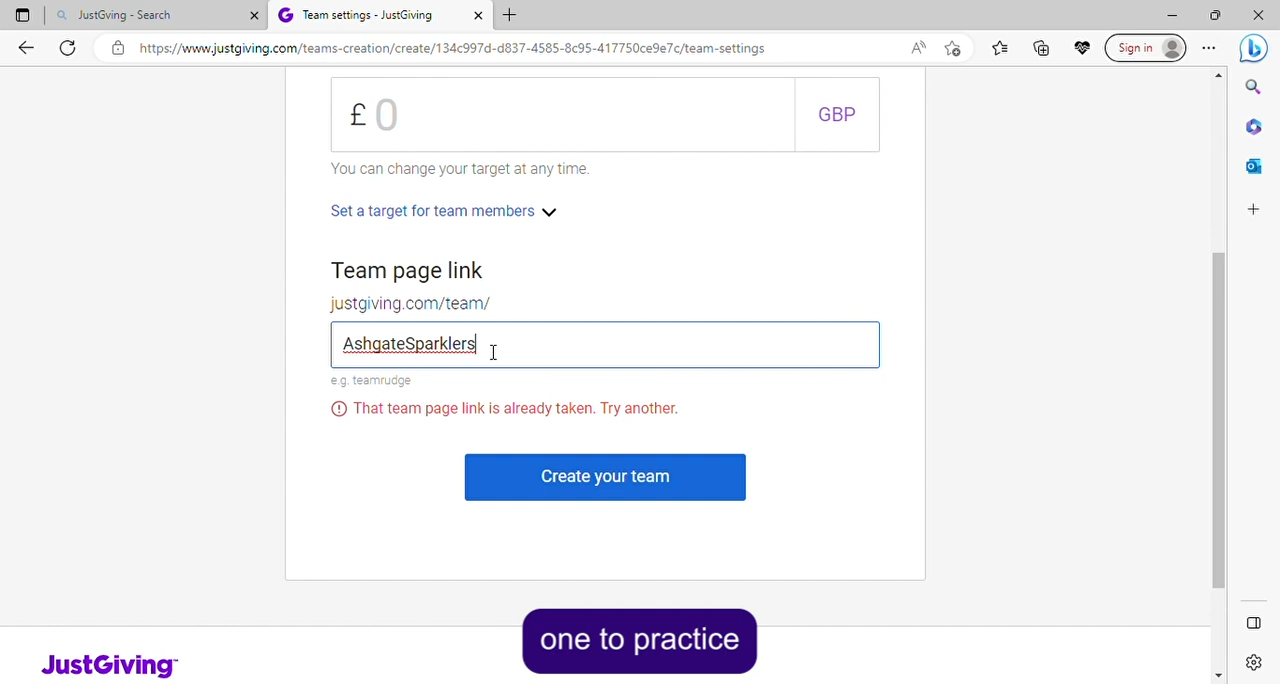 JustGving - Search
Team settings - JustGiving
https://www.justgiving.com/teams-creation/create/134c997d-d837-4585-8c95-417750ce9e7c/team-settings
Sign in
£ 0
GBP
You can change your target at any time.
Set a target for team members
Team page link
justgiving.com/team/
AshgateSparklers
e.g. teamrudge
That team page link is already taken. Try another.
Create your team
one to practice
JustGiving™